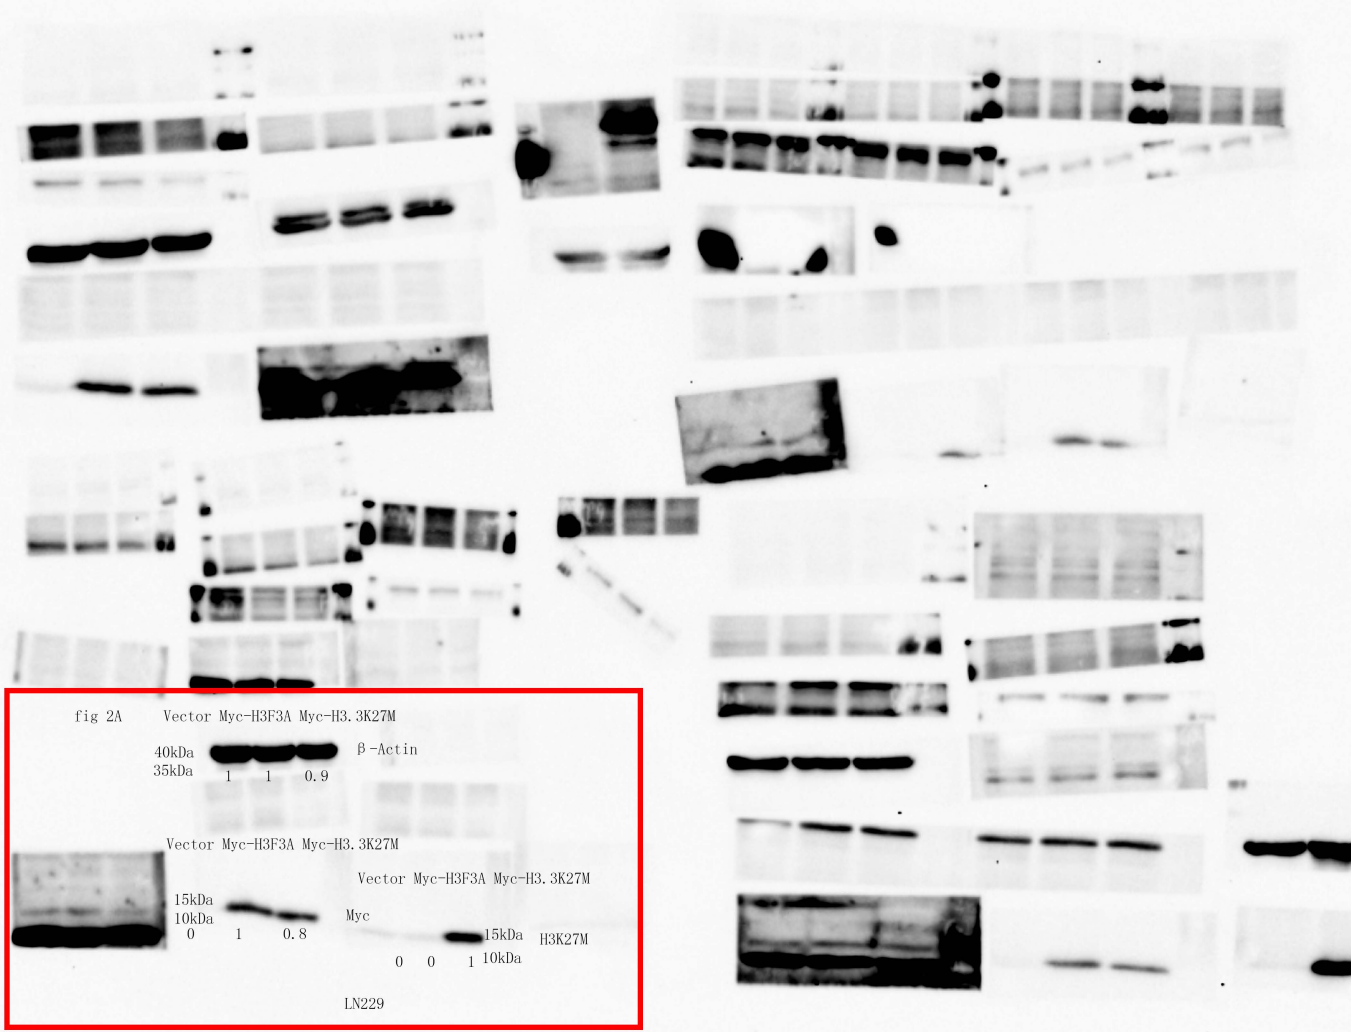 fig 2A Vector Myc-H3F3A Myc-H3.3K27M
40kDa β-Actin
35kDa 1 1 0.9
Vector Myc-H3F3A Myc-H3.3K27M
Vector Myc-H3F3A Myc-H3.3K27M
15kDa
10kDa Myc
0 1 0.8 15kDa H3K27M
0 0 1 10kDa
LN229